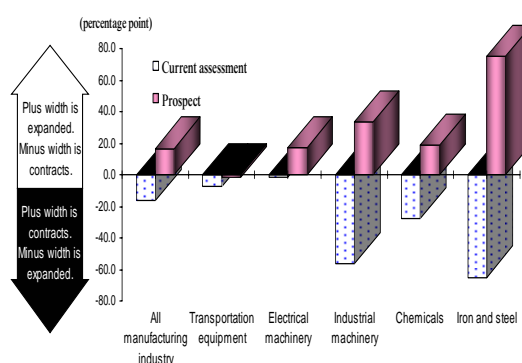 (percentage point)
80.0
60.0
40.0
20.0
0.0
-20.0
-40.0
-60.0
-80.0
Current assessment
Prospect
Plus width is
expanded.
Minus width is
contracts.
Plus width is
contracts.
Minus width is
expanded.
All
manufacturing
industry
Transportation
equipment
Electrical
machinery
Industrial
machinery
Chemicals
Iron and steel